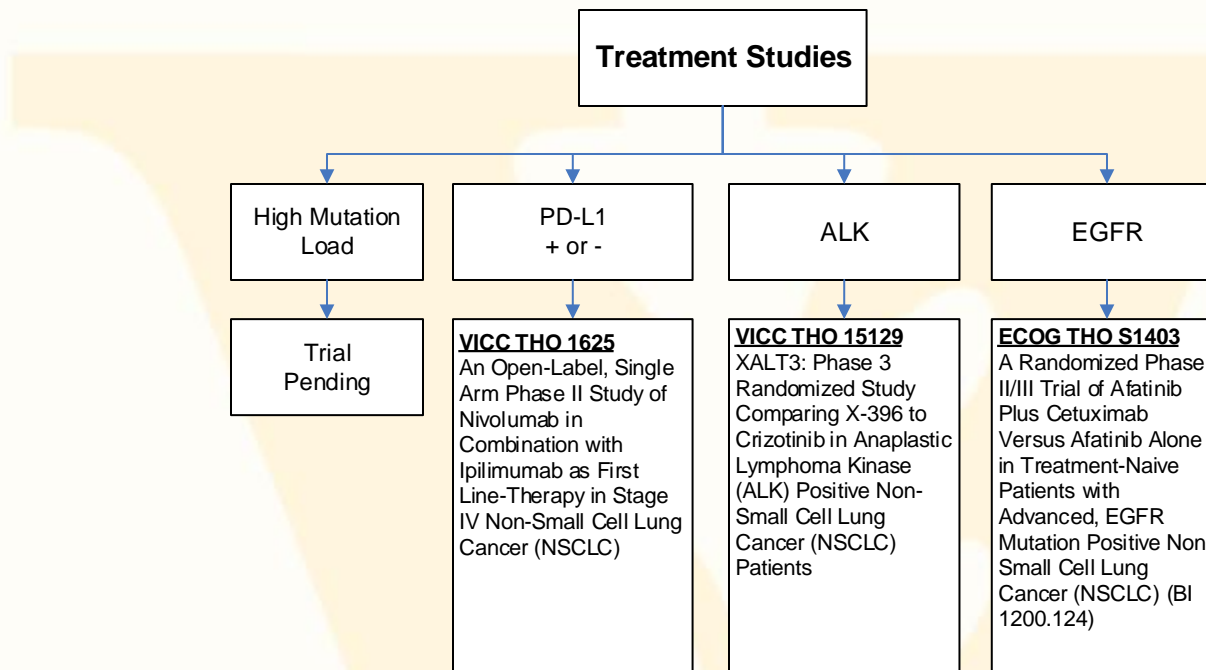 Treatment Studies
High Mutation
Load
PD-L1
+ or -
ALK
EGFR
Trial
Pending
VICC THO 1625
An Open-Label, Single
Arm Phase II Study of
Nivolumab in
Combination with
Ipilimumab as First
Line-Therapy in Stage
IV Non-Small Cell Lung
Cancer (NSCLC)
VICC THO 15129
XALT3: Phase 3
Randomized Study
Comparing X-396 to
Crizotinib in Anaplastic
Lymphoma Kinase
(ALK) Positive Non-
Small Cell Lung
Cancer (NSCLC)
Patients
ECOG THO S1403
A Randomized Phase
II/III Trial of Afatinib
Plus Cetuximab
Versus Afatinib Alone
in Treatment-Naive
Patients with
Advanced, EGFR
Mutation Positive Non
Small Cell Lung
Cancer (NSCLC) (BI
1200.124)